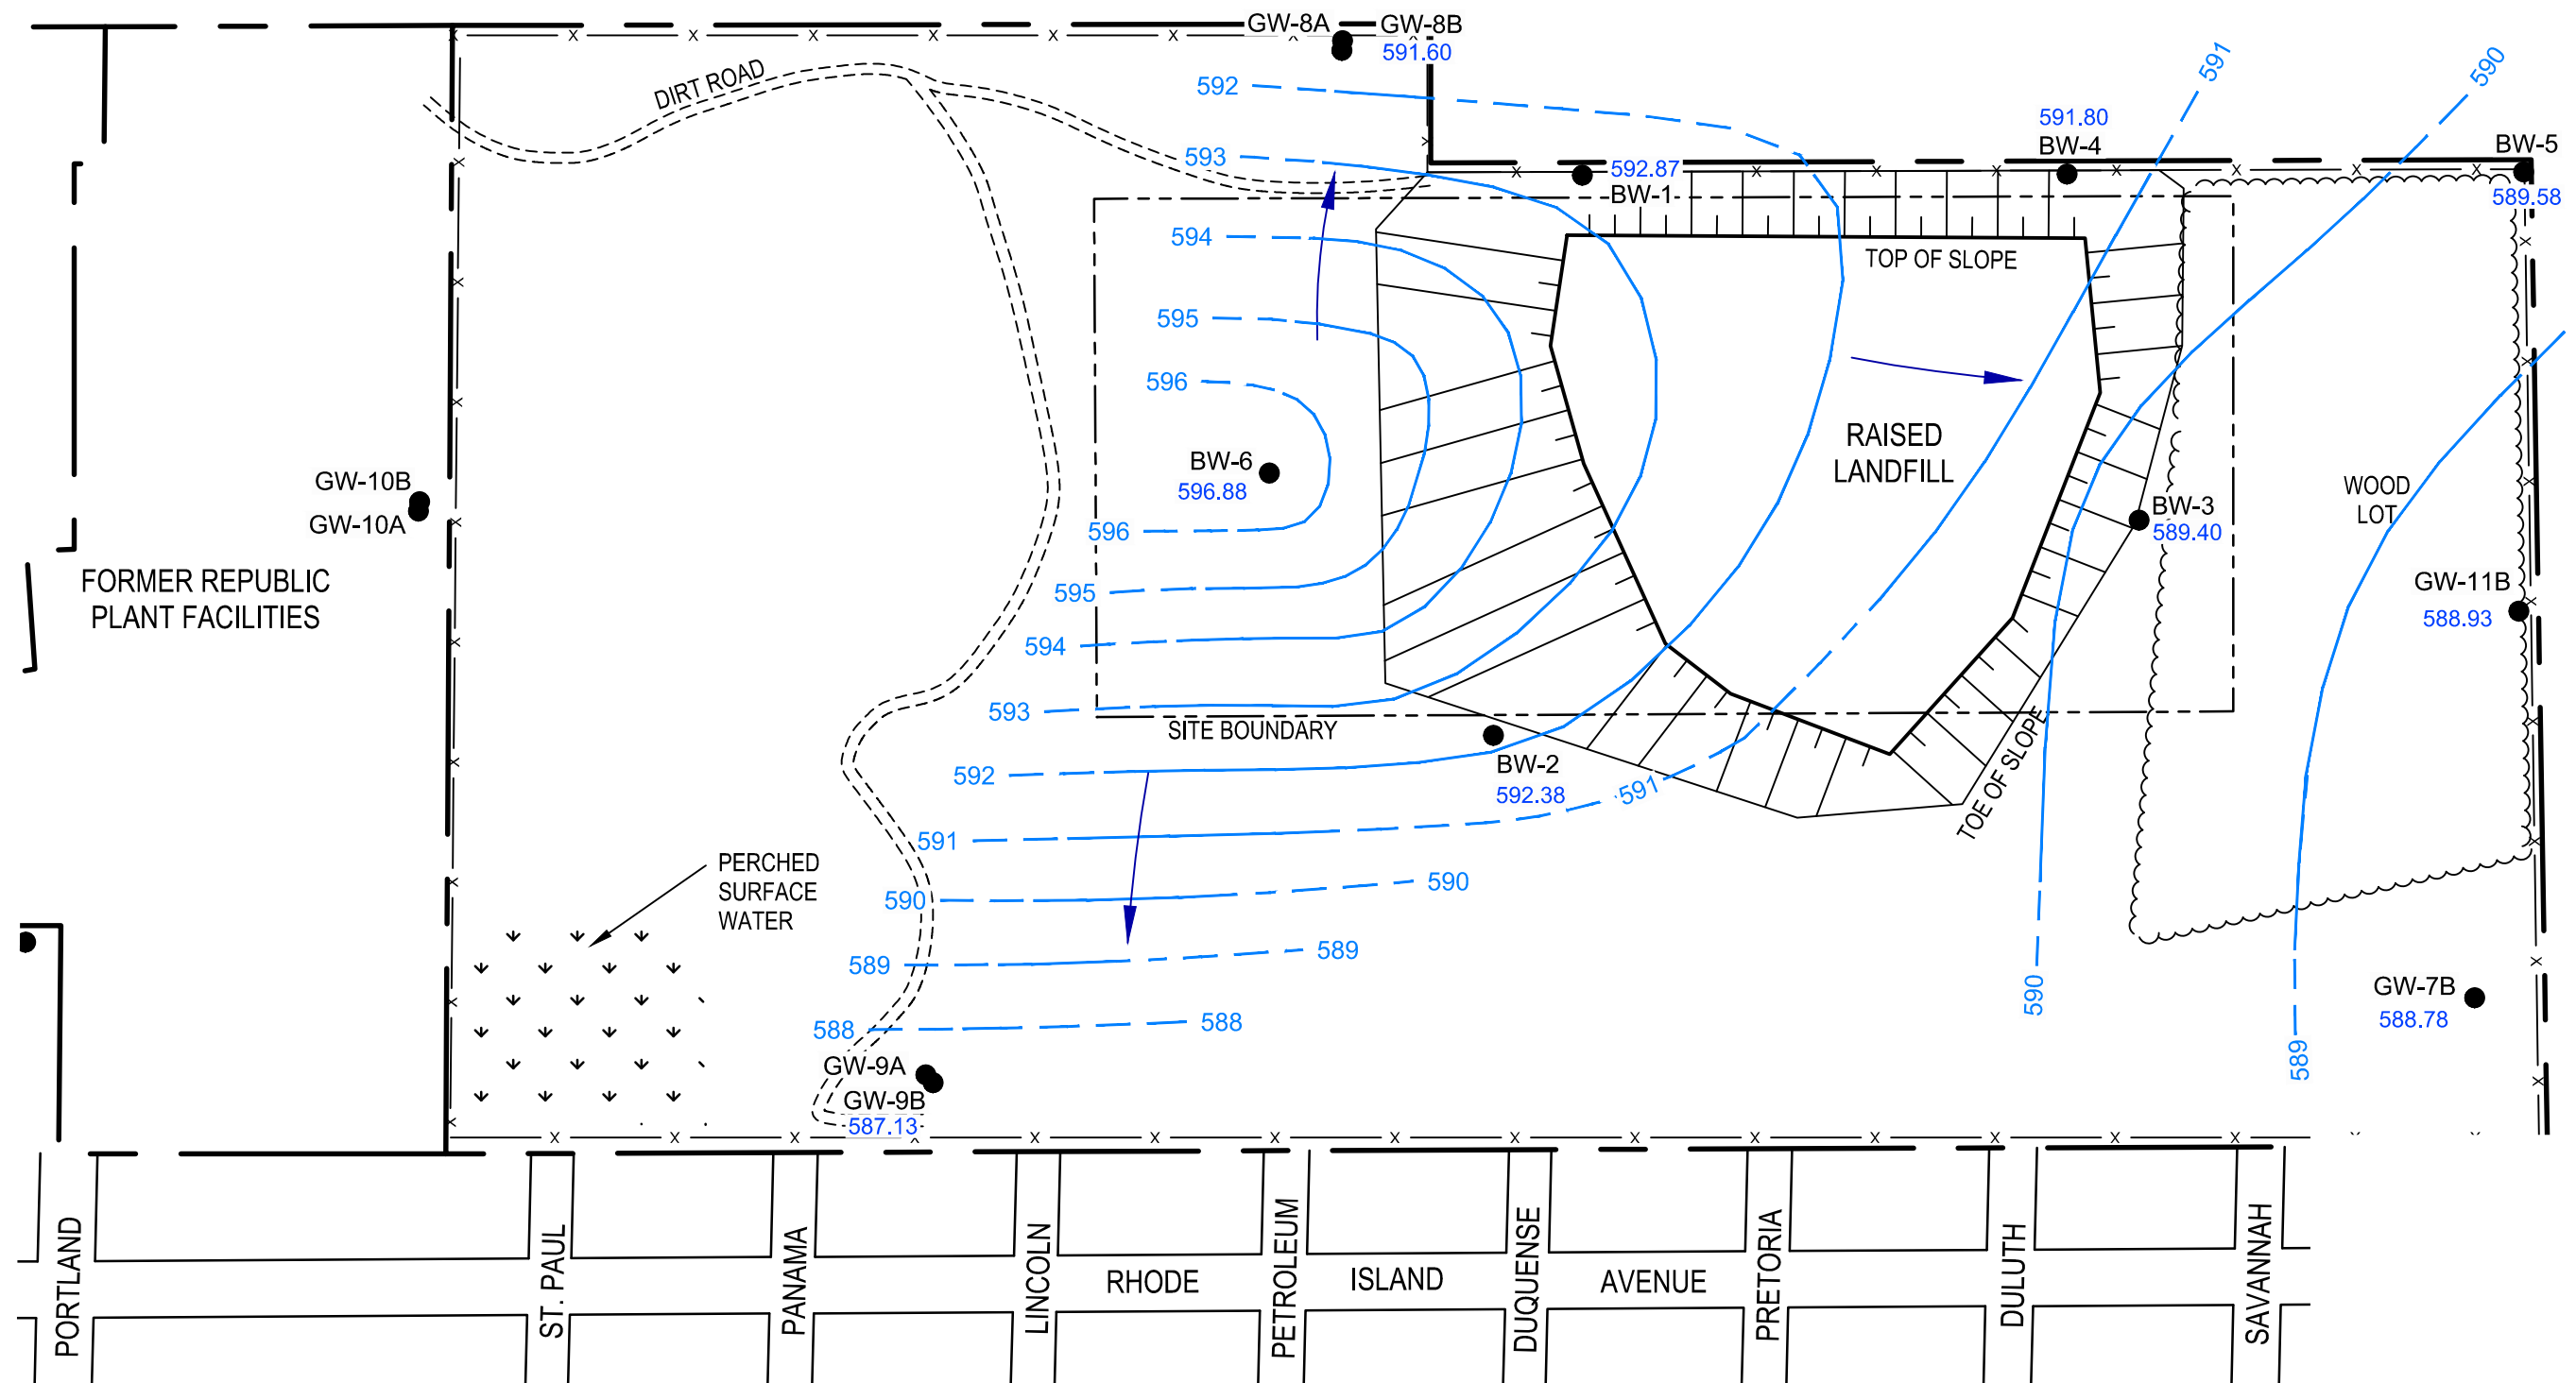 GW-8A
GW-8B
591.60
591
590
DIRT ROAD
592
591.80
BW-4
BW-5
589.58
593
592.87
BW-1
594
TOP OF SLOPE
595
596
RAISED
LANDFILL
BW-6
596.88
GW-10B
GW-10A
WOOD
LOT
BW-3
589.40
596
FORMER REPUBLIC
PLANT FACILITIES
595
GW-11B
588.93
594
593
SITE BOUNDARY
592
BW-2
592.38
591
TOE OF SLOPE
591
PERCHED
SURFACE
WATER
590
590
589
589
590
GW-7B
588.78
588
588
589
GW-9A
GW-9B
587.13
PORTLAND
ST. PAUL
PANAMA
LINCOLN
RHODE
PETROLEUM
ISLAND
DUQUENSE
AVENUE
PRETORIA
DULUTH
SAVANNAH